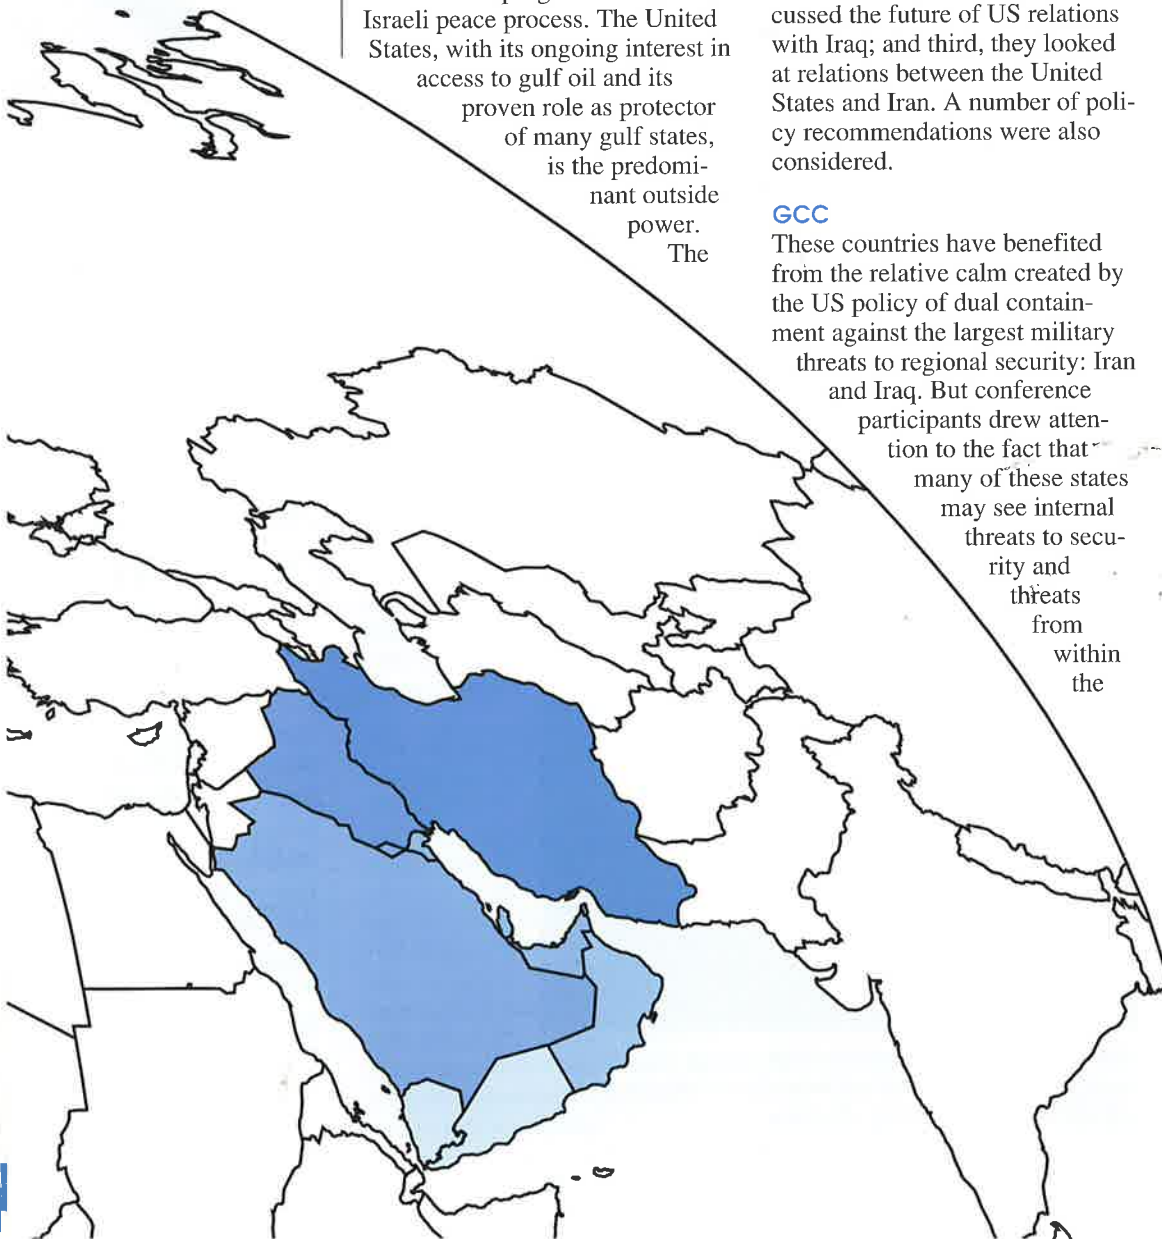 Israeli peace process. The United
States, with its ongoing interest in
access to gulf oil and its
proven role as protector
of many gulf states,
is the predomi-
nant outside
power.
The
cussed the future of US relations
with Iraq; and third, they looked
at relations between the United
States and Iran. A number of poli-
cy recommendations were also
considered.
GCC
These countries have benefited
from the relative calm created by
the US policy of dual contain-
ment against the largest military
threats to regional security: Iran
and Iraq. But conference
participants drew atten-
tion to the fact that
many of these states
may see internal
threats to secu-
rity and
threats
from
within
the